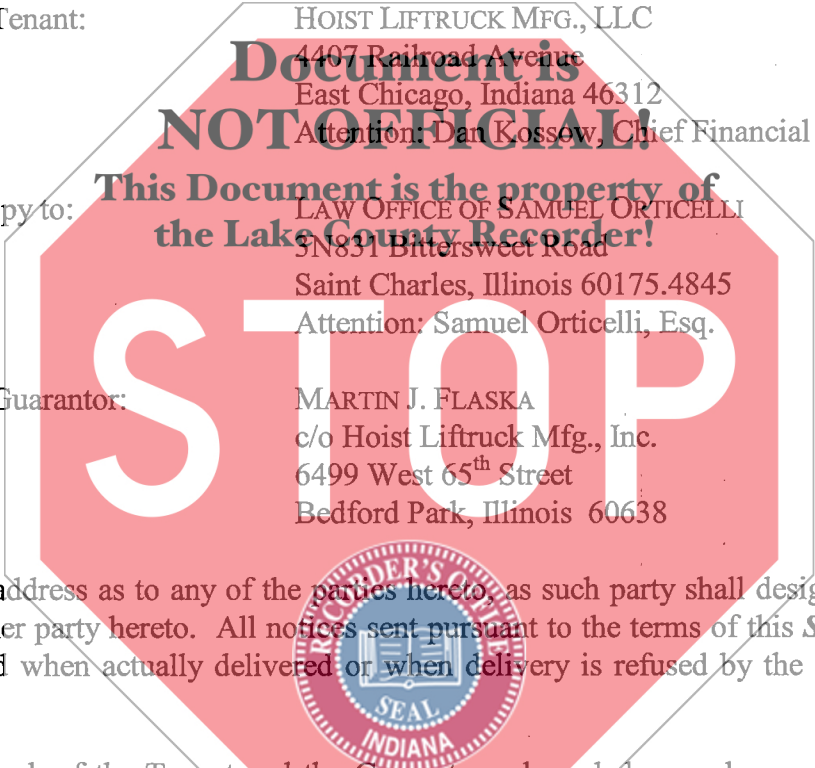 Tenant: HOIST LIFTRUCK MFG., LLC
4407 Railroad Avenue
East Chicago, Indiana 46312
Attention: Dan Kossow, Chief Financial
Document is
NOT OFFICIAL!
This Document is the property of
the Lake County Recorder!
py to: LAW OFFICE OF SAMUEL ORTICELLI
3N831 Bittersweet Road
Saint Charles, Illinois 60175.4845
Attention: Samuel Orticelli, Esq.
STOP
Guarantor: MARTIN J. FLASKA
c/o Hoist Liftruck Mfg., Inc.
6499 West 65th Street
Bedford Park, Illinois 60638
address as to any of the parties hereto, as such party shall desig
er party hereto. All notices sent pursuant to the terms of this S
d when actually delivered or when delivery is refused by the
RECORDER'S OFFICE
SEAL
INDIANA